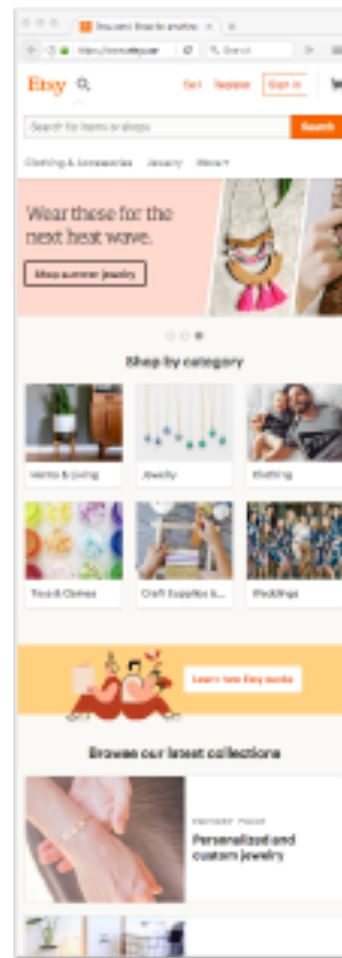 Etsy
Register
Sign in
Search for items or shops
Search
Clothing & Accessories Jewelry More
Wear these for the
next heat wave.
Shop summer jewelry
Shop by category
Home & Living
Jewelry
Clothing
Toys & Games
Craft Supplies &...
Weddings
Learn how Etsy works
Browse our latest collections
Personalized and
custom jewelry